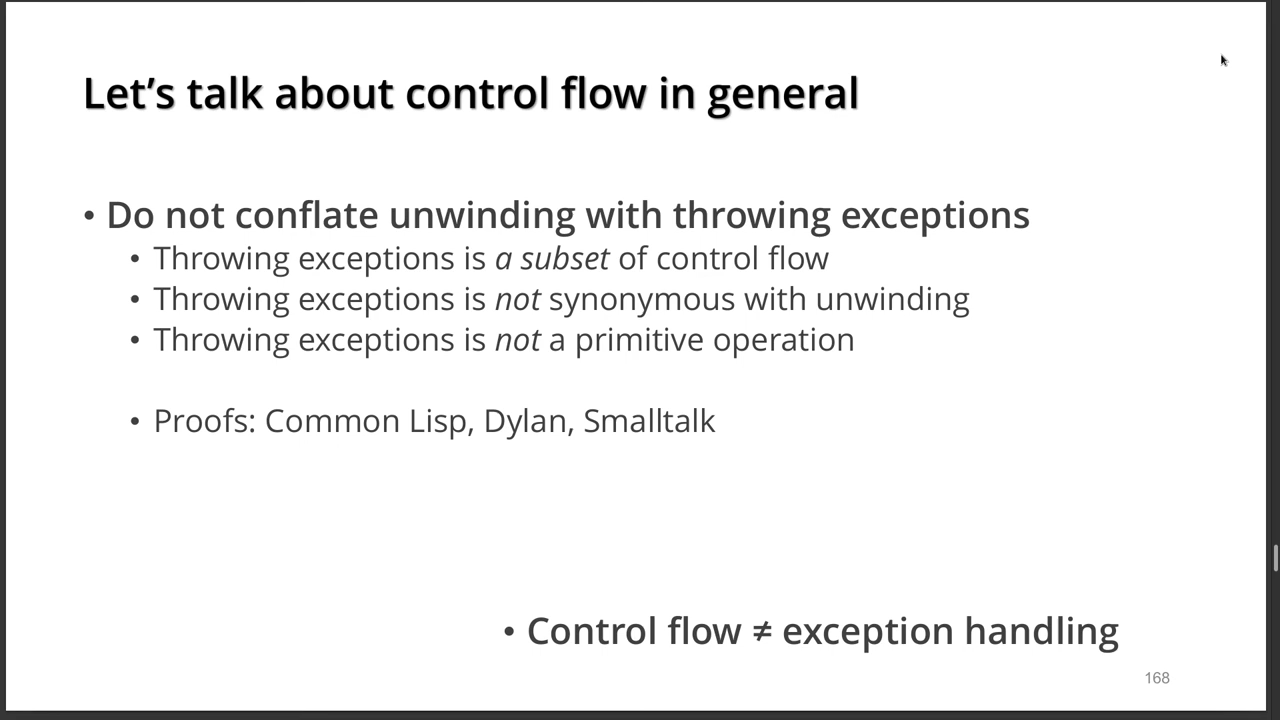 Let’s talk about control flow in general
• Do not conflate unwinding with throwing exceptions
• Throwing exceptions is a subset of control flow
• Throwing exceptions is not synonymous with unwinding
• Throwing exceptions is not a primitive operation
• Proofs: Common Lisp, Dylan, Smalltalk
• Control flow ≠ exception handling
168